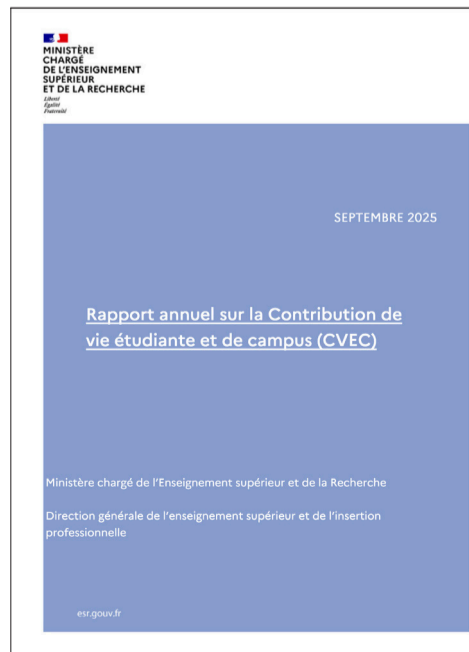 MINISTÈRE
CHARGÉ
DE L'ENSEIGNEMENT
SUPÉRIEUR
ET DE LA RECHERCHE
Liberté
Égalité
Fraternité
SEPTEMBRE 2025
Rapport annuel sur la Contribution de
vie étudiante et de campus (CVEC)
Ministère chargé de l'Enseignement supérieur et de la Recherche
Direction générale de l'enseignement supérieur et de l'insertion
professionnelle
esr.gouv.fr